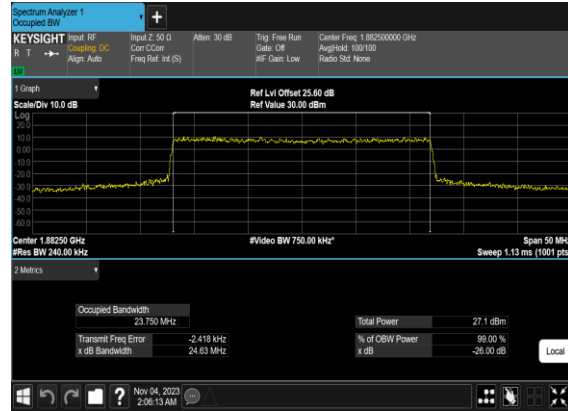 Spectrum Analyzer 1
Occupied BW
+
KEYSIGHT Input: RF Input Z: 50 Ω Atten: 30 dB Trig: Free Run Center Freq: 1.882500000 GHz
R T Coupling: DC Corr CCorr Gate: Off Avg|Hold: 100/100
Align: Auto Freq Ref: Int (S) #IF Gain: Low Radio Std: None
LM
1 Graph
Ref Lvl Offset 25.60 dB
Scale/Div 10.0 dB Ref Value 30.00 dBm
Log
20.0
10.0
0.00
-10.0
-20.0
-30.0
-40.0
-50.0
-60.0
Center 1.88250 GHz #Video BW 750.00 kHz* Span 50 MHz
#Res BW 240.00 kHz Sweep 1.13 ms (1001 pts)
2 Metrics
Occupied Bandwidth
23.750 MHz Total Power 27.1 dBm
Transmit Freq Error -2.418 kHz % of OBW Power 99.00 %
x dB Bandwidth 24.63 MHz x dB -26.00 dB
Local
?
Nov 04, 2023
2:06:13 AM